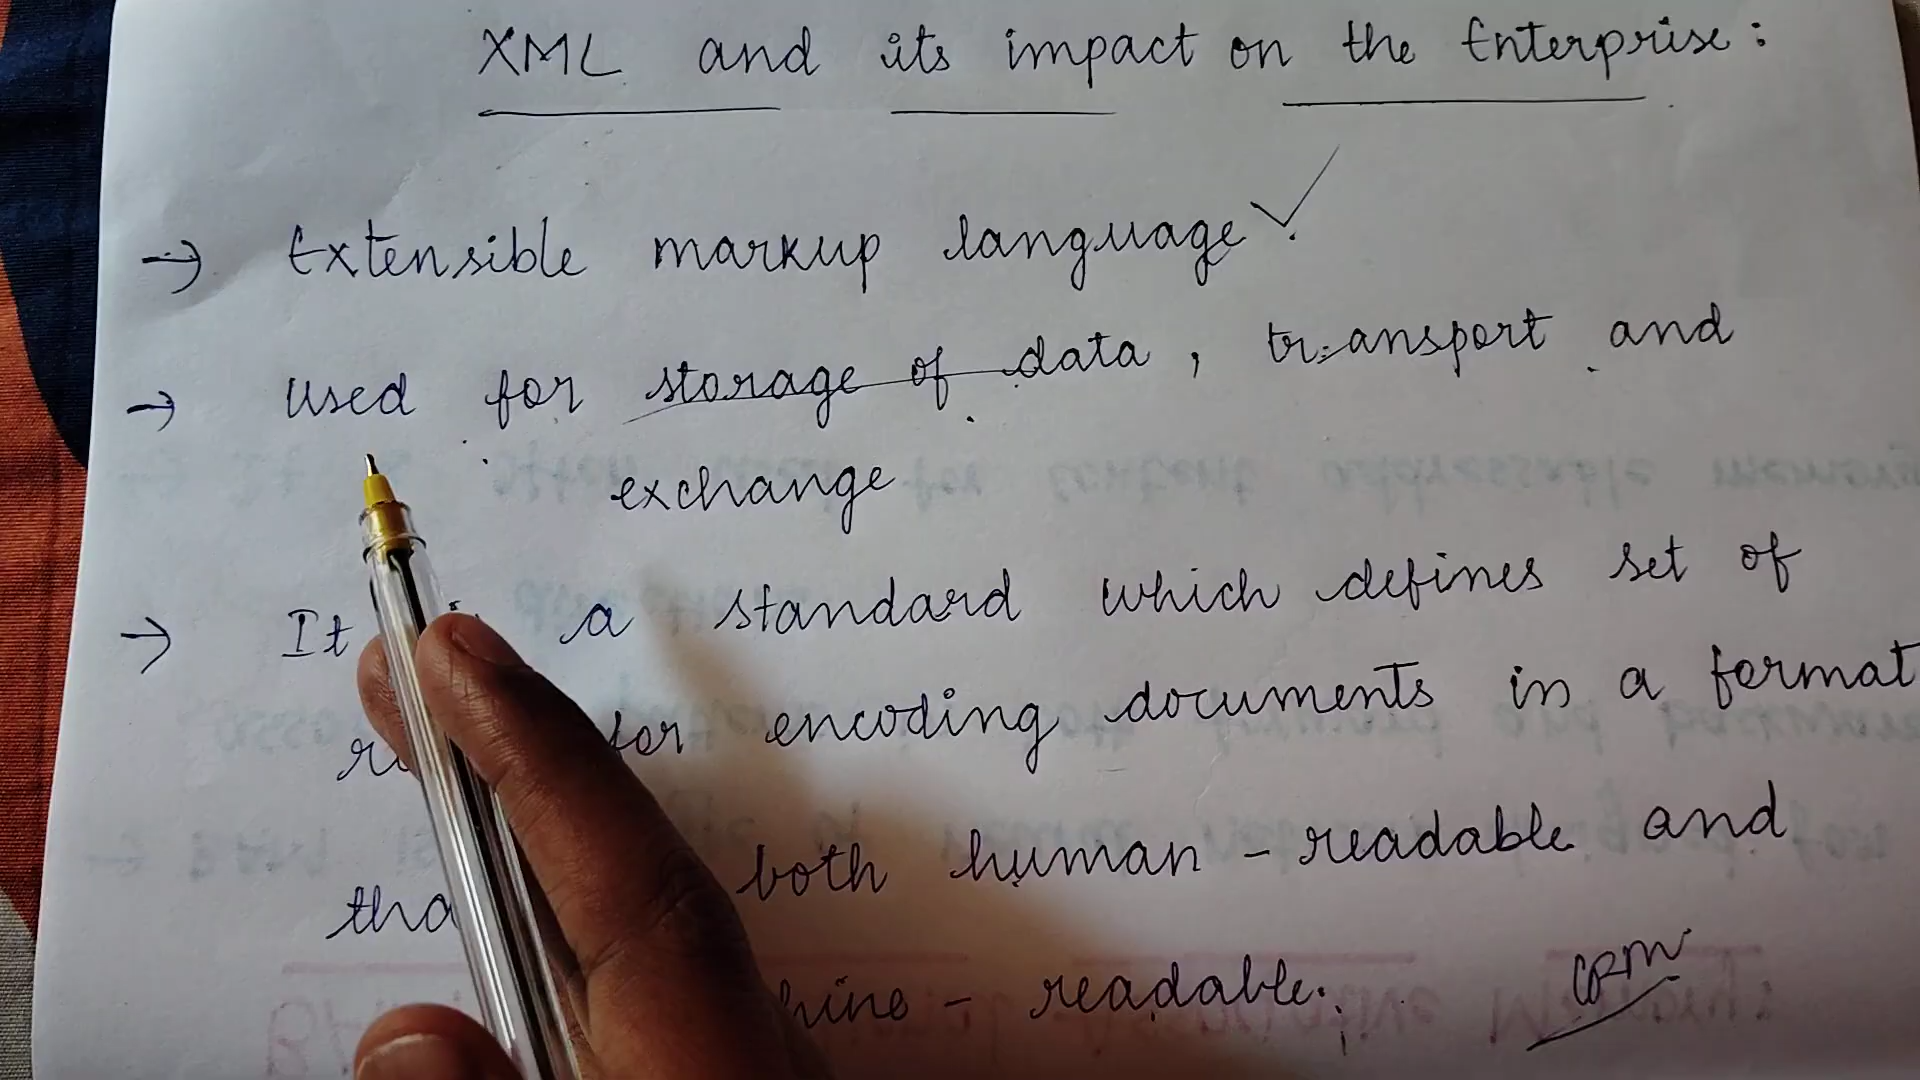 XML and its impact on the Enterprise:
→ Extensible markup language.
→ Used for storage of data, transport and
exchange
→ It a standard which defines set of
for encoding documents in a format
both human-readable and
readable.
CRM